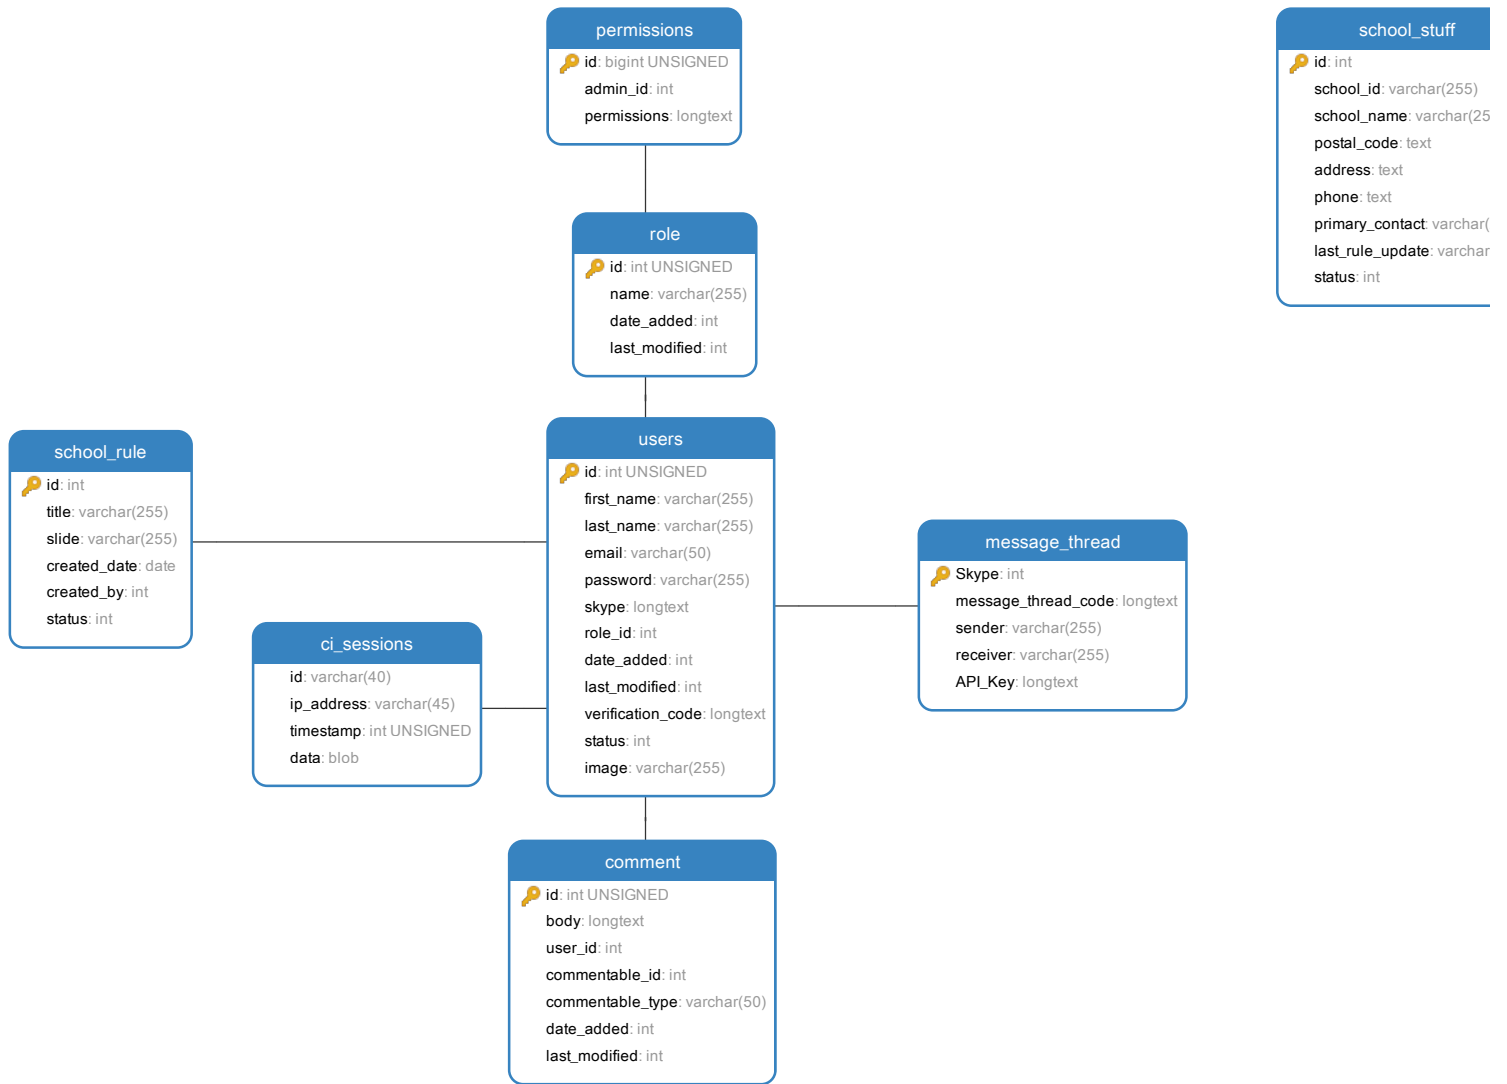 permissions
id: bigint UNSIGNED
admin_id: int
permissions: longtext
school_stuff
id: int
school_id: varchar(255)
school_name: varchar(25
postal_code: text
address: text
phone: text
primary_contact: varchar(
last_rule_update: varchar
status: int
role
id: int UNSIGNED
name: varchar(255)
date_added: int
last_modified: int
school_rule
id: int
title: varchar(255)
slide: varchar(255)
created_date: date
created_by: int
status: int
users
id: int UNSIGNED
first_name: varchar(255)
last_name: varchar(255)
email: varchar(50)
password: varchar(255)
skype: longtext
role_id: int
date_added: int
last_modified: int
verification_code: longtext
status: int
image: varchar(255)
message_thread
Skype: int
message_thread_code: longtext
sender: varchar(255)
receiver: varchar(255)
API_Key: longtext
ci_sessions
id: varchar(40)
ip_address: varchar(45)
timestamp: int UNSIGNED
data: blob
comment
id: int UNSIGNED
body: longtext
user_id: int
commentable_id: int
commentable_type: varchar(50)
date_added: int
last_modified: int